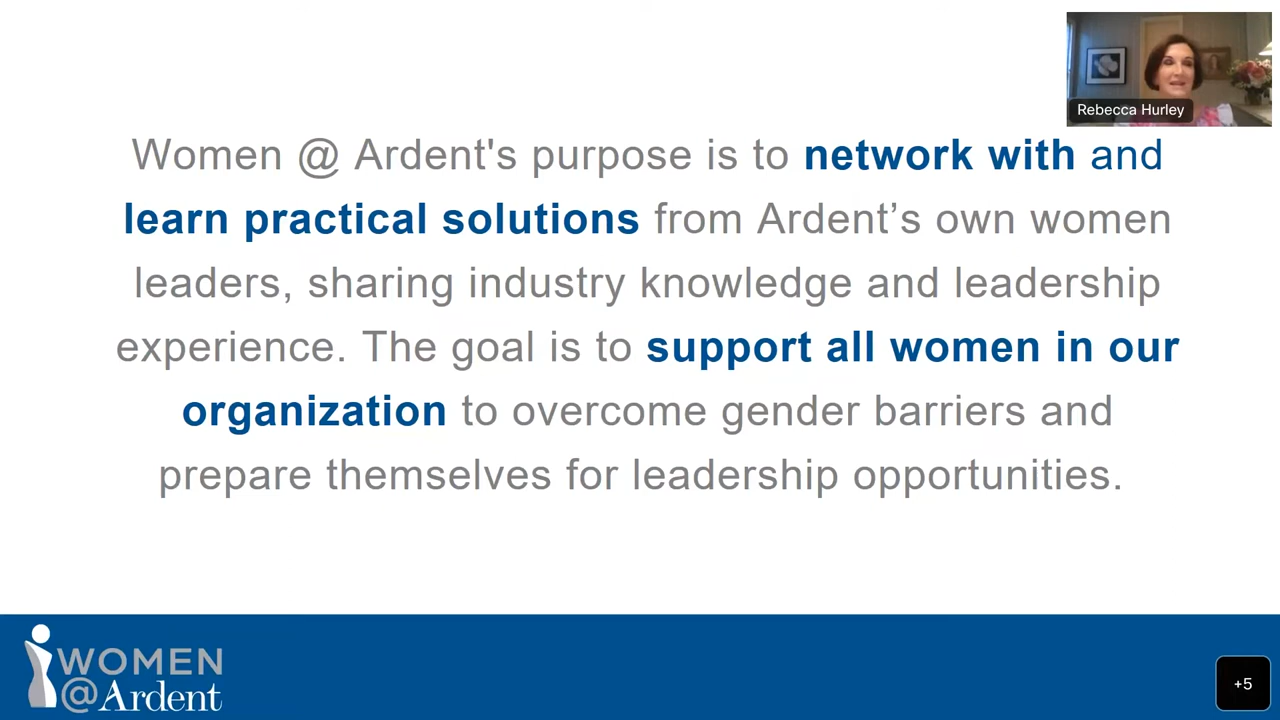 Rebecca Hurley
Women @ Ardent's purpose is to network with and
learn practical solutions from Ardent’s own women
leaders, sharing industry knowledge and leadership
experience. The goal is to support all women in our
organization to overcome gender barriers and
prepare themselves for leadership opportunities.
WOMEN
@Ardent
+5